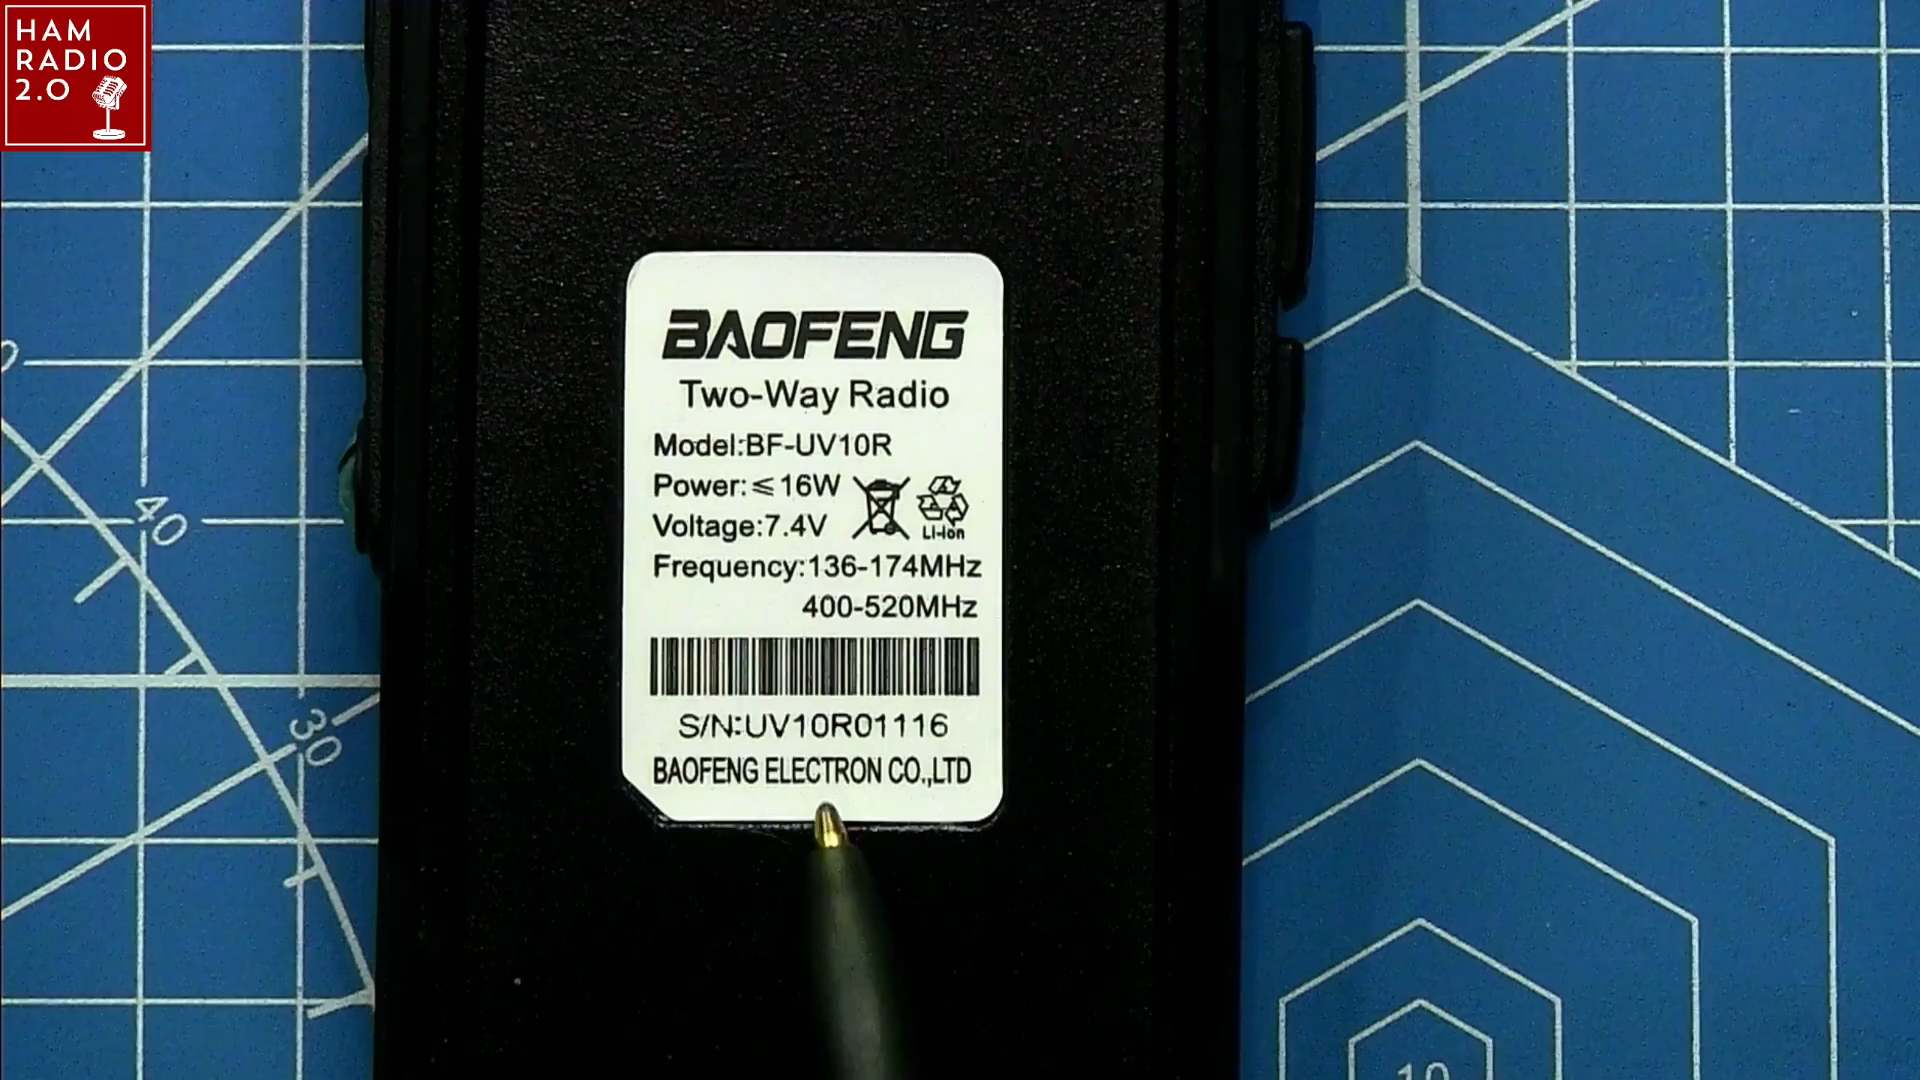 HAM
RADIO
2.0
BAOFENG
Two-Way Radio
Model:BF-UV10R
Power:≤16W
Voltage:7.4V
Li-ion
Frequency:136-174MHz
400-520MHz
S/N:UV10R01116
BAOFENG ELECTRON CO.,LTD
40
30
10